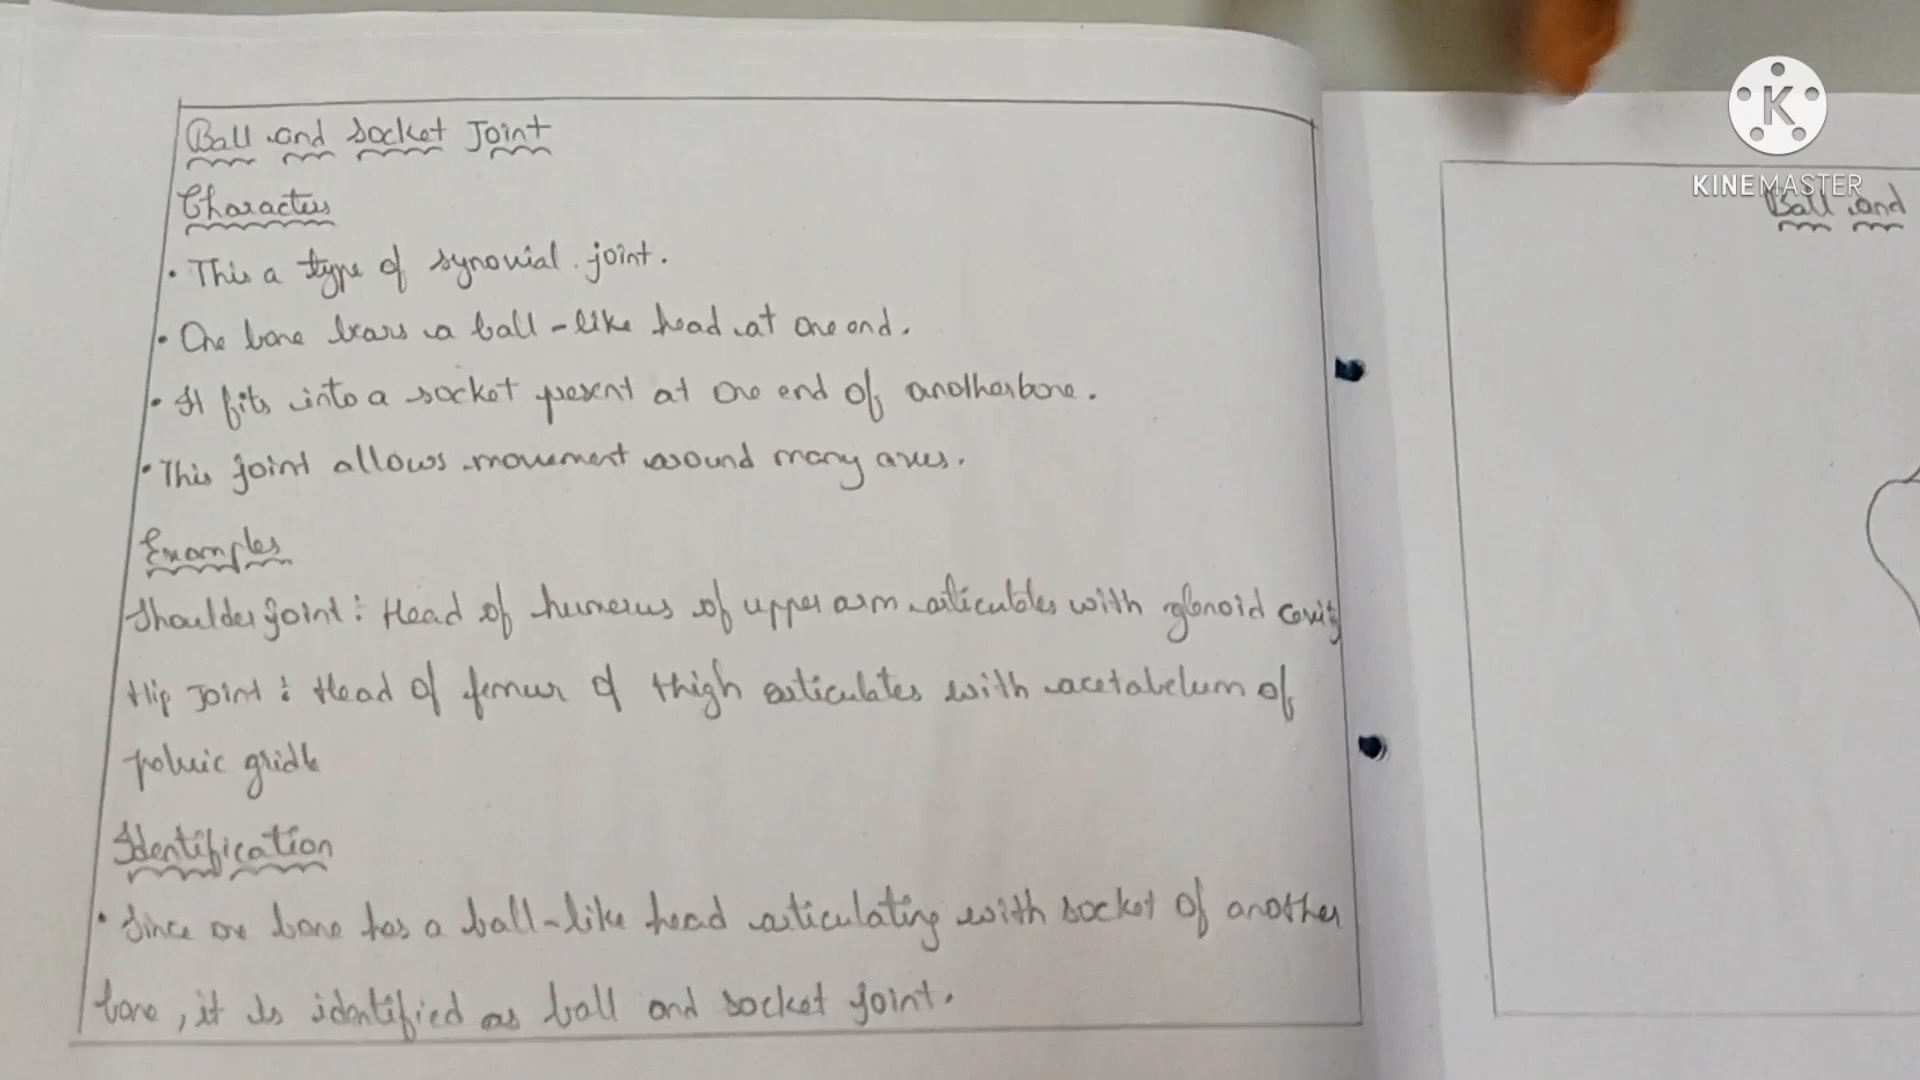 Ball and Socket Joint
Characters
• This a type of synovial joint.
• One bone bears a ball-like head at one end.
• It fits into a socket present at one end of another bone.
• This joint allows movement around many axes.
Examples
Shoulder joint : Head of humerus of upper arm articulates with glenoid cavity
Hip Joint : Head of femur of thigh articulates with acetabelum of
pelvic gridle
Identification
• Since one bone has a ball-like head articulating with socket of another
bone, it is identified as ball and socket joint.
KINEMASTER
Ball and